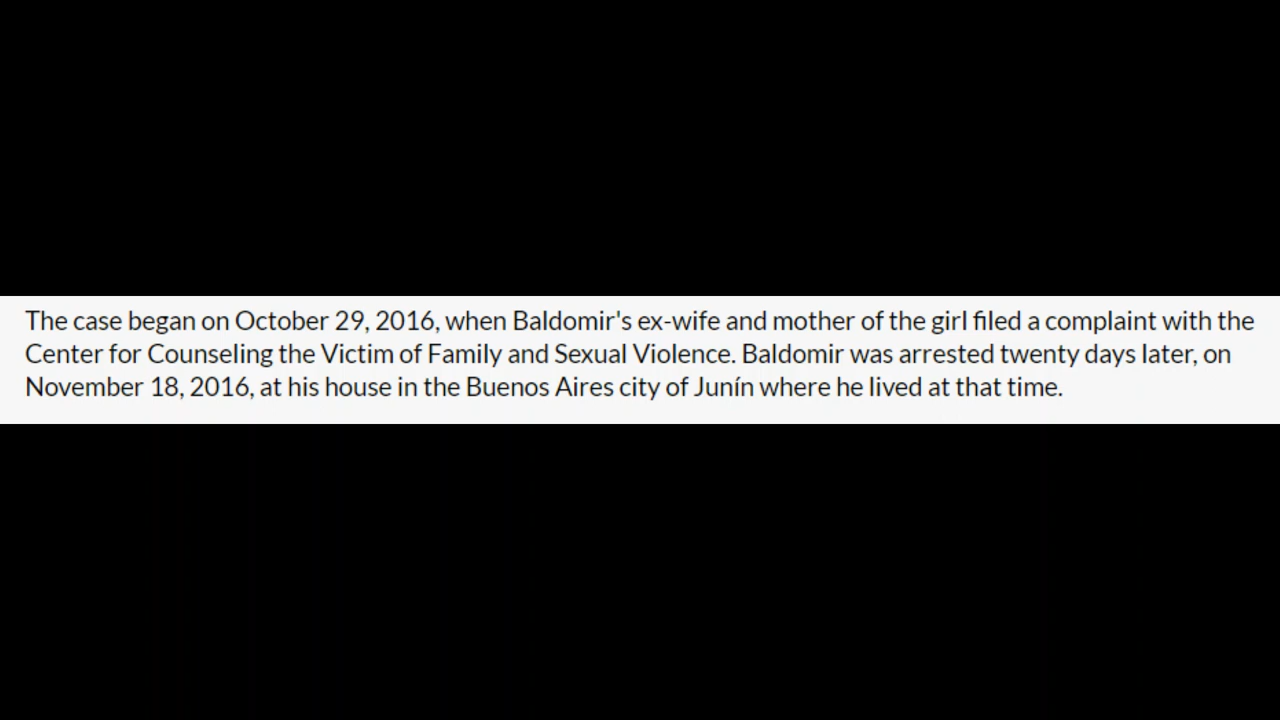 The case began on October 29, 2016, when Baldomir's ex-wife and mother of the girl filed a complaint with the
Center for Counseling the Victim of Family and Sexual Violence. Baldomir was arrested twenty days later, on
November 18, 2016, at his house in the Buenos Aires city of Junín where he lived at that time.